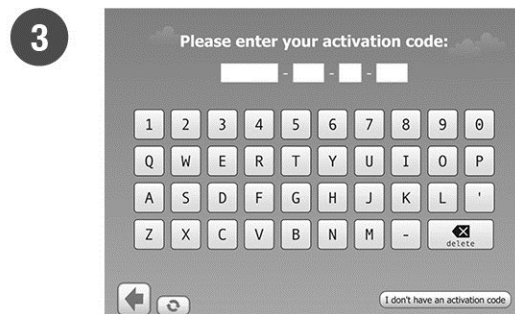 3
Please enter your activation code:
- - -
1 2 3 4 5 6 7 8 9 0
Q W E R T Y U I O P
A S D F G H J K L '
Z X C V B N M -
delete
I don't have an activation code